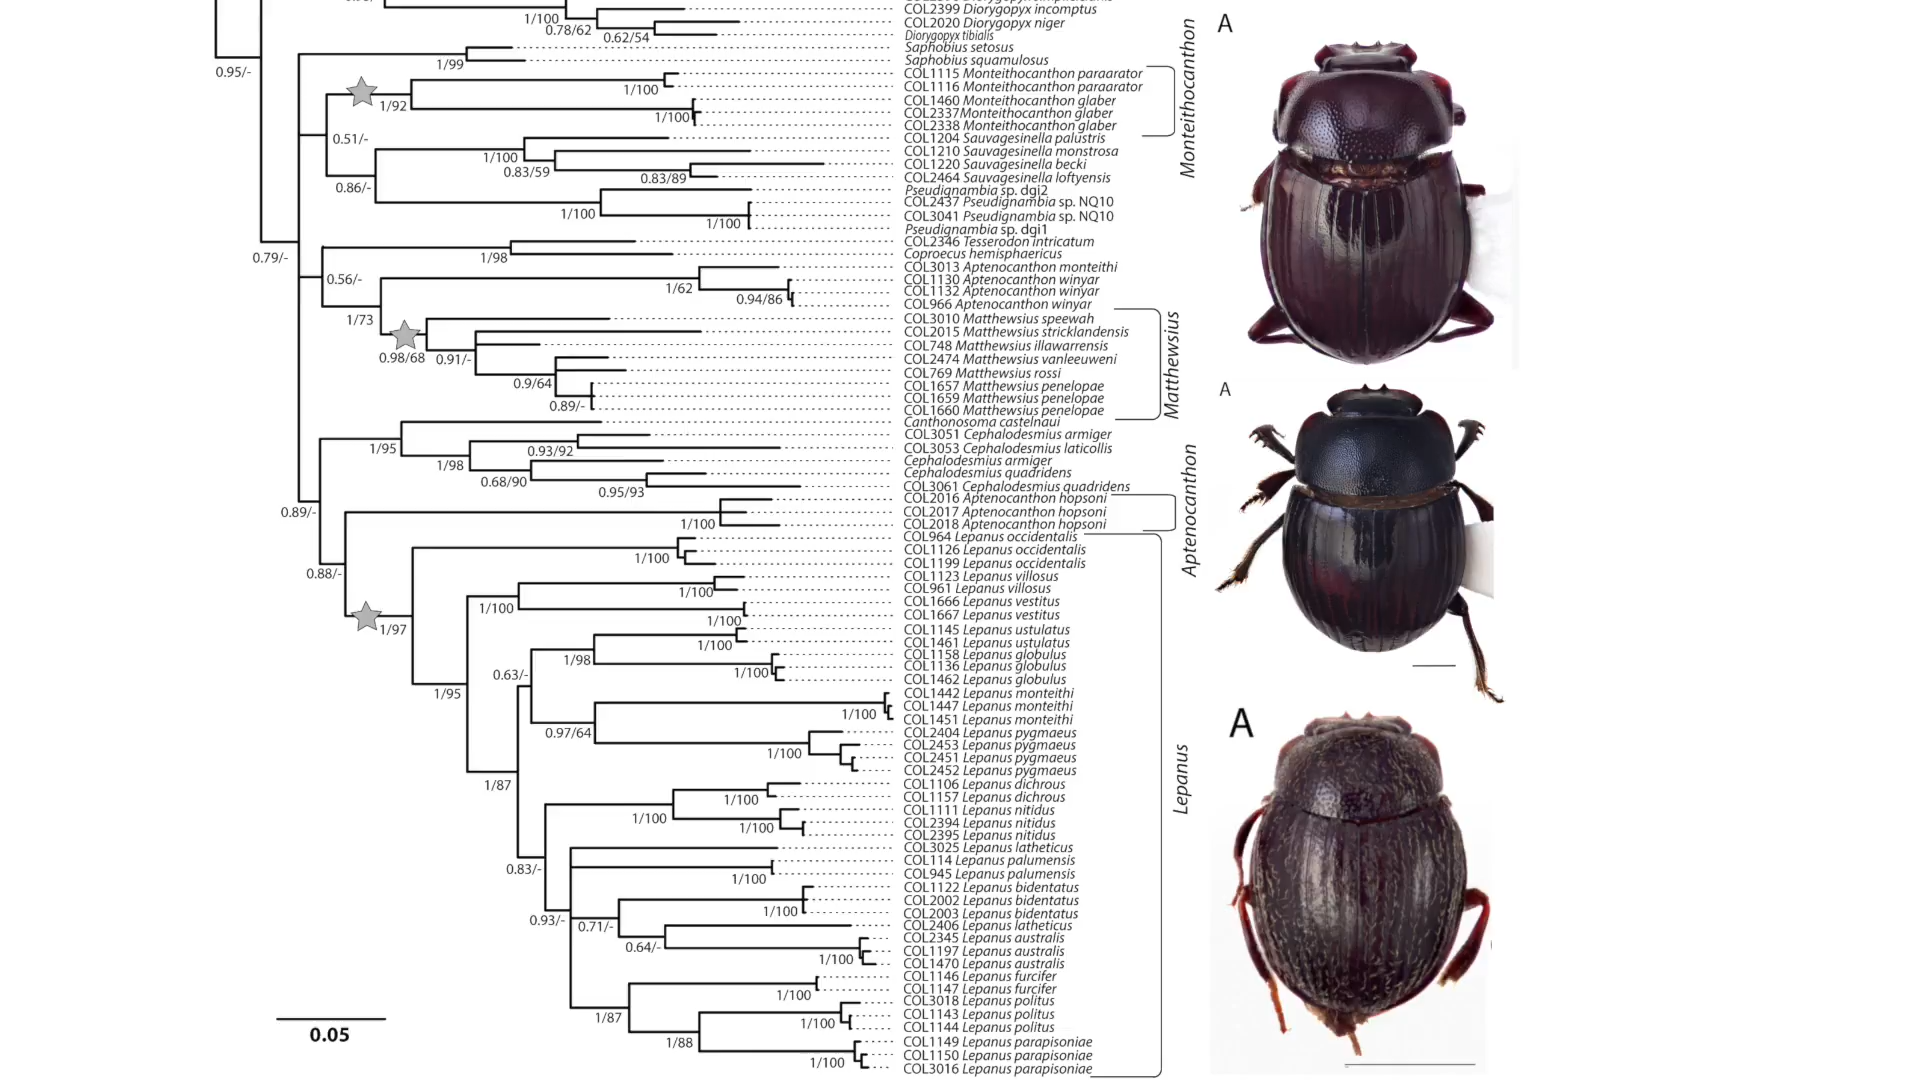 COL2399 Diorygopyx incomptus
1/100
COL2020 Diorygopyx niger
0.78/62
0.62/54
Diorygopyx tibialis
Saphobius setosus
0.95/-
1/99
Saphobius squamulosus
COL1115 Monteithocanthon paraarator
1/100
COL1116 Monteithocanthon paraarator
1/92
COL1460 Monteithocanthon glaber
COL2337Monteithocanthon glaber
1/100
COL2338 Monteithocanthon glaber
Monteithocanthon
0.51/-
COL1204 Sauvagesinella palustris
COL1210 Sauvagesinella monstrosa
1/100
COL1220 Sauvagesinella becki
0.83/59
0.83/89
COL2464 Sauvagesinella loftyensis
0.86/-
Pseudignambia sp. dgi2
COL2437 Pseudignambia sp. NQ10
1/100
COL3041 Pseudignambia sp. NQ10
1/100
Pseudignambia sp. dgi1
COL2346 Tesserodon intricatum
0.79/-
1/98
Coproecus hemisphaericus
COL3013 Aptenocanthon monteithi
0.56/-
COL1130 Aptenocanthon winyar
1/62
COL1132 Aptenocanthon winyar
0.94/86
COL966 Aptenocanthon winyar
1/73
COL3010 Matthewsius speewah
COL2015 Matthewsius stricklandensis
COL748 Matthewsius illawarrensis
0.98/68
0.91/-
COL2474 Matthewsius vanleeuweni
COL769 Matthewsius rossi
0.9/64
COL1657 Matthewsius penelopae
COL1659 Matthewsius penelopae
0.89/-
COL1660 Matthewsius penelopae
Matthewsius
Canthonosoma castelnaui
COL3051 Cephalodesmius armiger
1/95
COL3053 Cephalodesmius laticollis
0.93/92
Cephalodesmius armiger
1/98
Cephalodesmius quadridens
0.68/90
COL3061 Cephalodesmius quadridens
0.95/93
COL2016 Aptenocanthon hopsoni
0.89/-
COL2017 Aptenocanthon hopsoni
1/100
COL2018 Aptenocanthon hopsoni
Aptenocanthon
COL964 Lepanus occidentalis
COL1126 Lepanus occidentalis
1/100
COL1199 Lepanus occidentalis
0.88/-
COL1123 Lepanus villosus
COL961 Lepanus villosus
1/100
COL1666 Lepanus vestitus
1/100
COL1667 Lepanus vestitus
1/100
1/97
COL1145 Lepanus ustulatus
COL1461 Lepanus ustulatus
1/100
COL1158 Lepanus globulus
1/98
COL1136 Lepanus globulus
1/100
0.63/-
COL1462 Lepanus globulus
1/95
COL1442 Lepanus monteithi
COL1447 Lepanus monteithi
1/100
COL1451 Lepanus monteithi
0.97/64
COL2404 Lepanus pygmaeus
COL2453 Lepanus pygmaeus
1/100
COL2451 Lepanus pygmaeus
COL2452 Lepanus pygmaeus
1/87
COL1106 Lepanus dichrous
COL1157 Lepanus dichrous
1/100
COL1111 Lepanus nitidus
1/100
COL2394 Lepanus nitidus
1/100
COL2395 Lepanus nitidus
COL3025 Lepanus latheticus
COL114 Lepanus palumensis
0.83/-
COL945 Lepanus palumensis
1/100
COL1122 Lepanus bidentatus
COL2002 Lepanus bidentatus
1/100
COL2003 Lepanus bidentatus
0.93/-
0.71/-
COL2406 Lepanus latheticus
COL2345 Lepanus australis
0.64/-
COL1197 Lepanus australis
1/100
COL1470 Lepanus australis
COL1146 Lepanus furcifer
COL1147 Lepanus furcifer
1/100
COL3018 Lepanus politus
1/87
COL1143 Lepanus politus
1/100
COL1144 Lepanus politus
1/88
COL1149 Lepanus parapisoniae
COL1150 Lepanus parapisoniae
1/100
COL3016 Lepanus parapisoniae
Lepanus
0.05
A
A
A